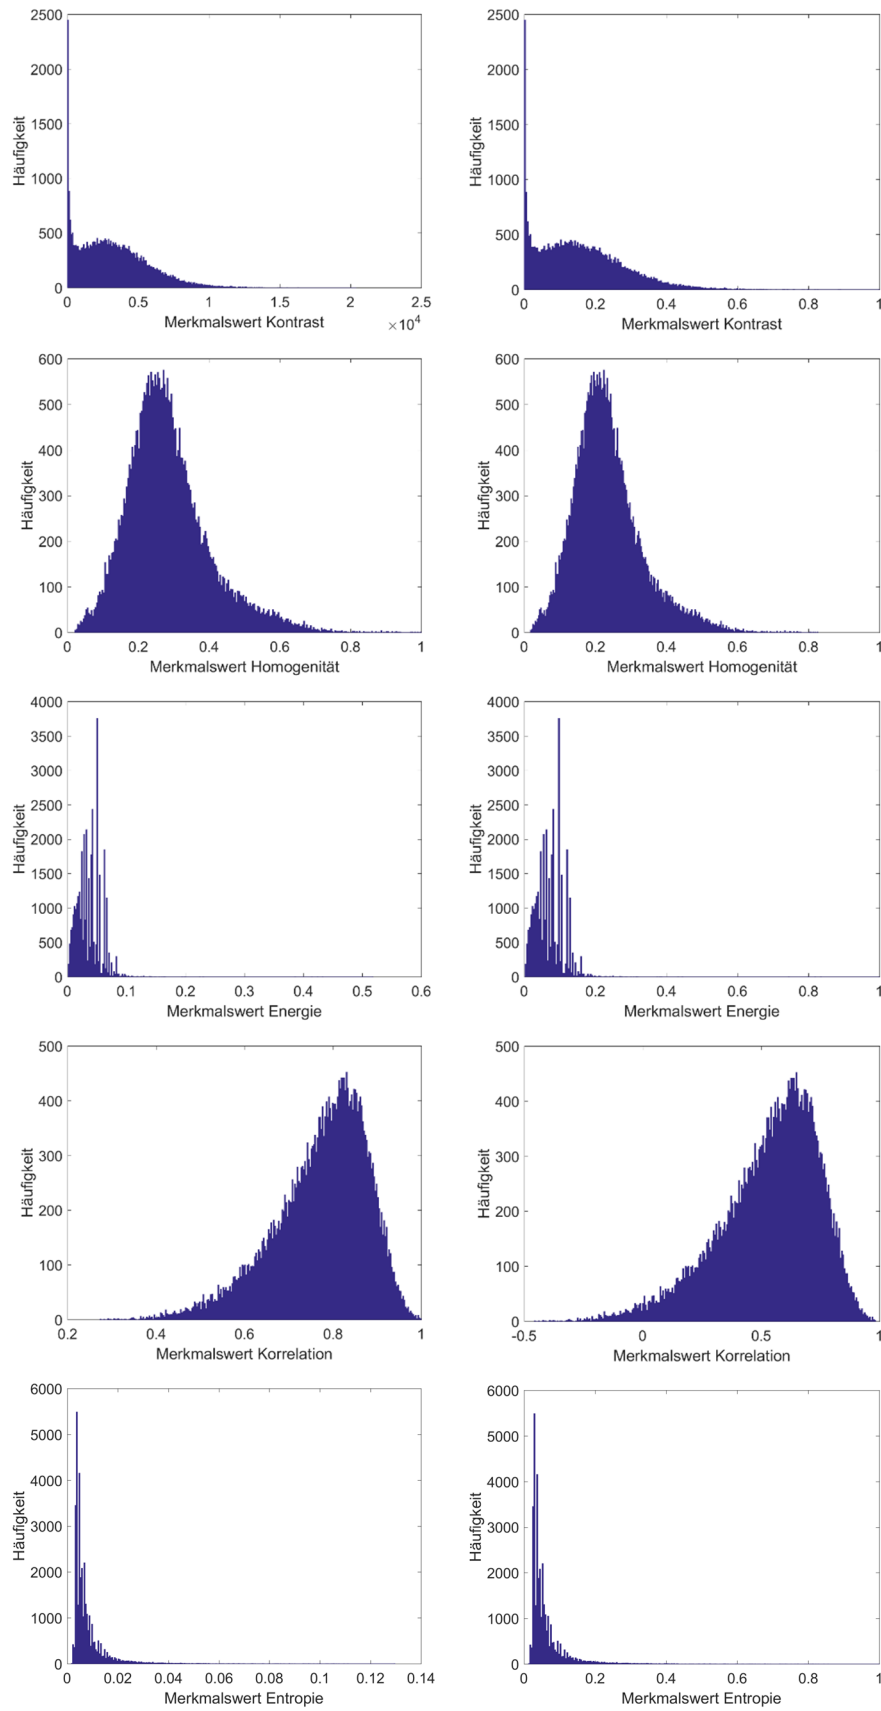 2500
2000
1500
1000
500
0
Häufigkeit
0 0.5 1 1.5 2 2.5
Merkmalswert Kontrast
×10⁴
2500
2000
1500
1000
500
0
Häufigkeit
0 0.2 0.4 0.6 0.8 1
Merkmalswert Kontrast
600
500
400
300
200
100
0
Häufigkeit
0 0.2 0.4 0.6 0.8 1
Merkmalswert Homogenität
600
500
400
300
200
100
0
Häufigkeit
0 0.2 0.4 0.6 0.8 1
Merkmalswert Homogenität
4000
3500
3000
2500
2000
1500
1000
500
0
Häufigkeit
0 0.1 0.2 0.3 0.4 0.5 0.6
Merkmalswert Energie
4000
3500
3000
2500
2000
1500
1000
500
0
Häufigkeit
0 0.2 0.4 0.6 0.8 1
Merkmalswert Energie
500
400
300
200
100
0
Häufigkeit
0.2 0.4 0.6 0.8 1
Merkmalswert Korrelation
500
400
300
200
100
0
Häufigkeit
-0.5 0 0.5 1
Merkmalswert Korrelation
6000
5000
4000
3000
2000
1000
0
Häufigkeit
0 0.02 0.04 0.06 0.08 0.1 0.12 0.14
Merkmalswert Entropie
6000
5000
4000
3000
2000
1000
0
Häufigkeit
0 0.2 0.4 0.6 0.8 1
Merkmalswert Entropie